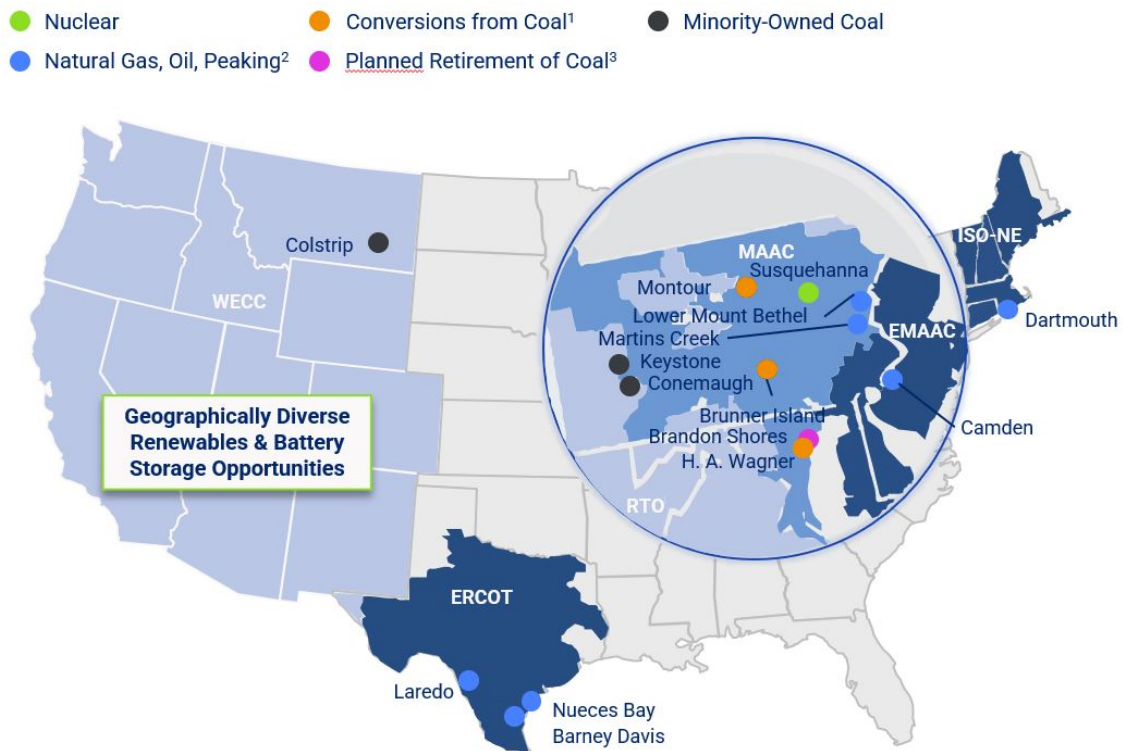 Nuclear
Conversions from Coal¹
Minority-Owned Coal
Natural Gas, Oil, Peaking²
Planned Retirement of Coal³
ISO-NE
Colstrip
MAAC
Susquehanna
Montour
WECC
Lower Mount Bethel
Dartmouth
Martins Creek
EMAAC
Keystone
Conemaugh
Geographically Diverse
Renewables & Battery
Storage Opportunities
Brunner Island
Camden
Brandon Shores
H. A. Wagner
RTO
ERCOT
Laredo
Nueces Bay
Barney Davis